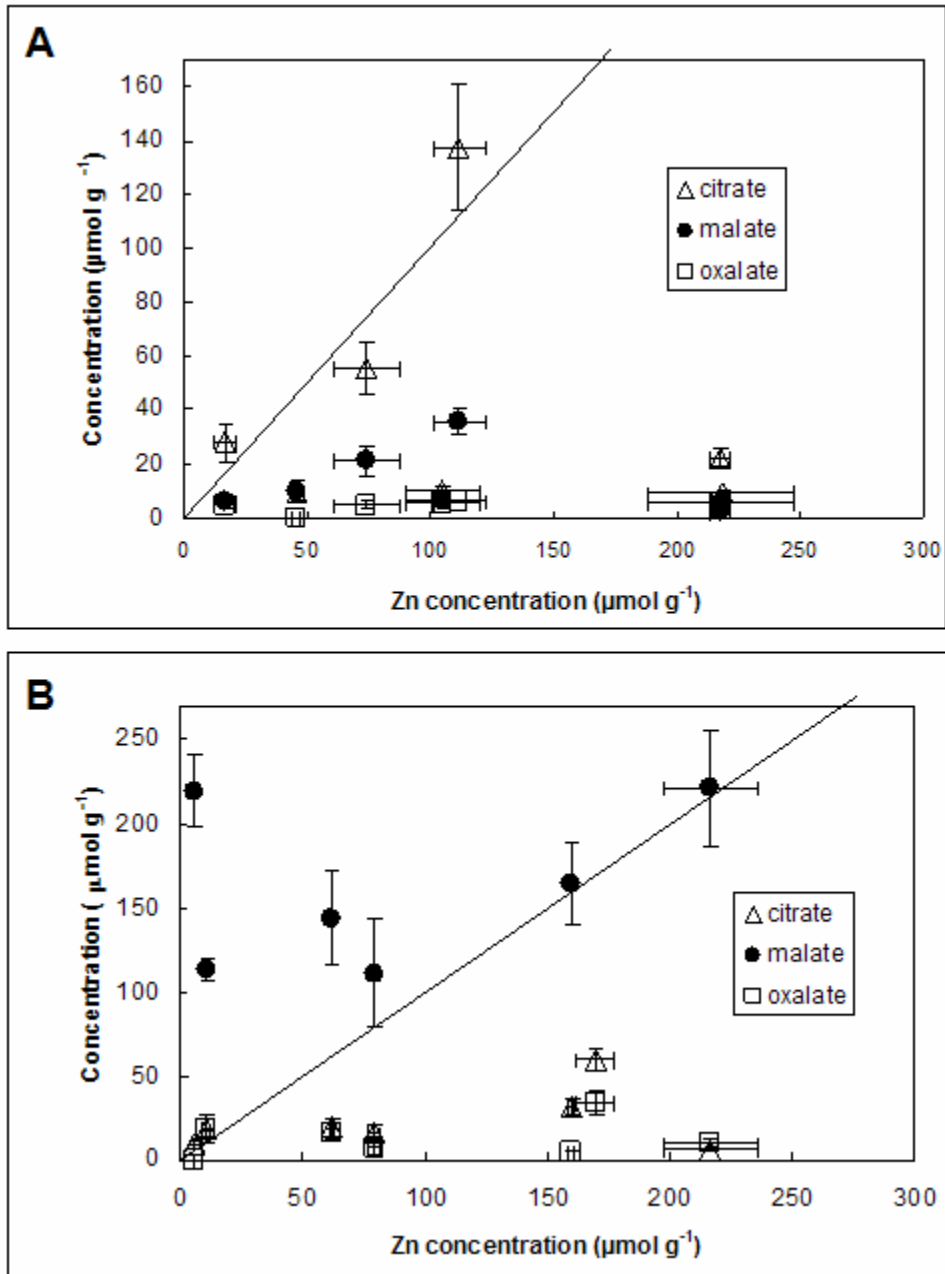 A
Concentration (µmol g⁻¹)
160
140
120
100
80
60
40
20
0
citrate
malate
oxalate
0 50 100 150 200 250 300
Zn concentration (µmol g⁻¹)
B
Concentration ( µmol g⁻¹)
250
200
150
100
50
0
citrate
malate
oxalate
0 50 100 150 200 250 300
Zn concentration (µmol g⁻¹)